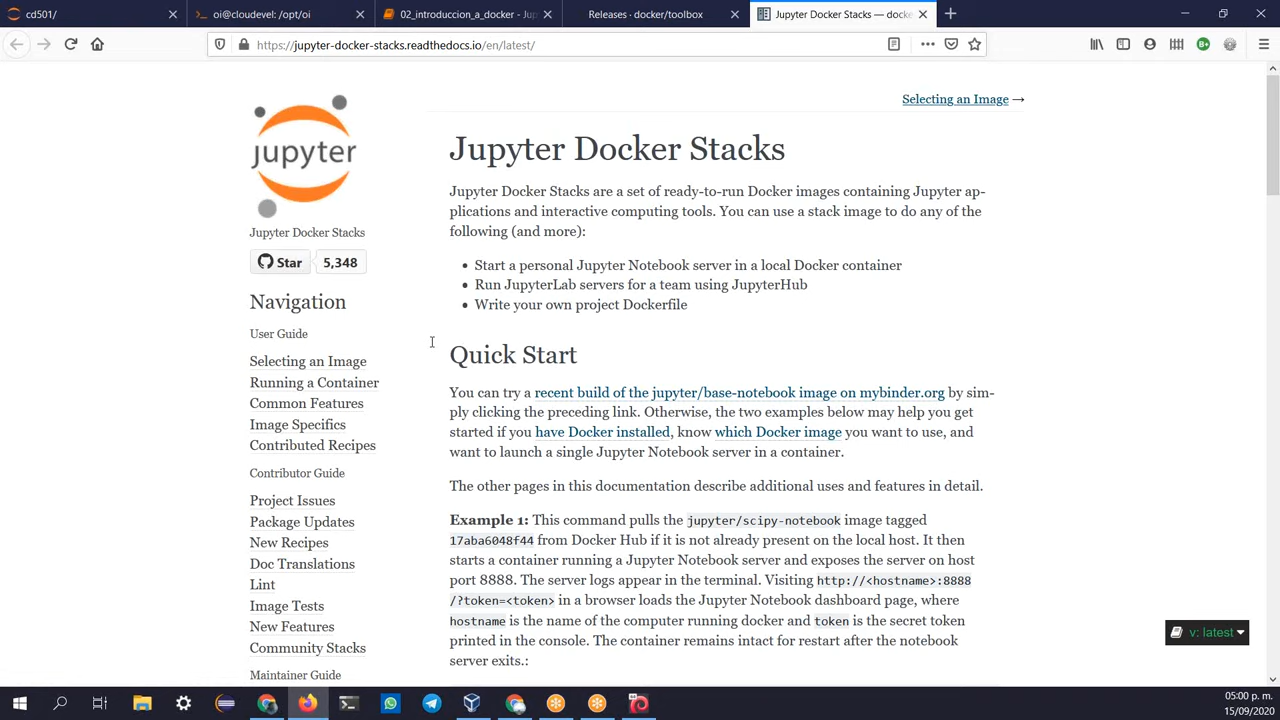 cd501/
oi@cloudevel: /opt/oi
02_introduccion_a_docker - Jup
Releases · docker/toolbox
Jupyter Docker Stacks — docke
https://jupyter-docker-stacks.readthedocs.io/en/latest/
Selecting an Image →
jupyter
Jupyter Docker Stacks
Star 5,348
Navigation
User Guide
Selecting an Image
Running a Container
Common Features
Image Specifics
Contributed Recipes
Contributor Guide
Project Issues
Package Updates
New Recipes
Doc Translations
Lint
Image Tests
New Features
Community Stacks
Maintainer Guide
Jupyter Docker Stacks
Jupyter Docker Stacks are a set of ready-to-run Docker images containing Jupyter ap-
plications and interactive computing tools. You can use a stack image to do any of the
following (and more):
• Start a personal Jupyter Notebook server in a local Docker container
• Run JupyterLab servers for a team using JupyterHub
• Write your own project Dockerfile
Quick Start
You can try a recent build of the jupyter/base-notebook image on mybinder.org by sim-
ply clicking the preceding link. Otherwise, the two examples below may help you get
started if you have Docker installed, know which Docker image you want to use, and
want to launch a single Jupyter Notebook server in a container.
The other pages in this documentation describe additional uses and features in detail.
Example 1: This command pulls the jupyter/scipy-notebook image tagged
17aba6048f44 from Docker Hub if it is not already present on the local host. It then
starts a container running a Jupyter Notebook server and exposes the server on host
port 8888. The server logs appear in the terminal. Visiting http://<hostname>:8888
/?token=<token> in a browser loads the Jupyter Notebook dashboard page, where
hostname is the name of the computer running docker and token is the secret token
printed in the console. The container remains intact for restart after the notebook
server exits.:
v: latest
05:00 p. m.
15/09/2020